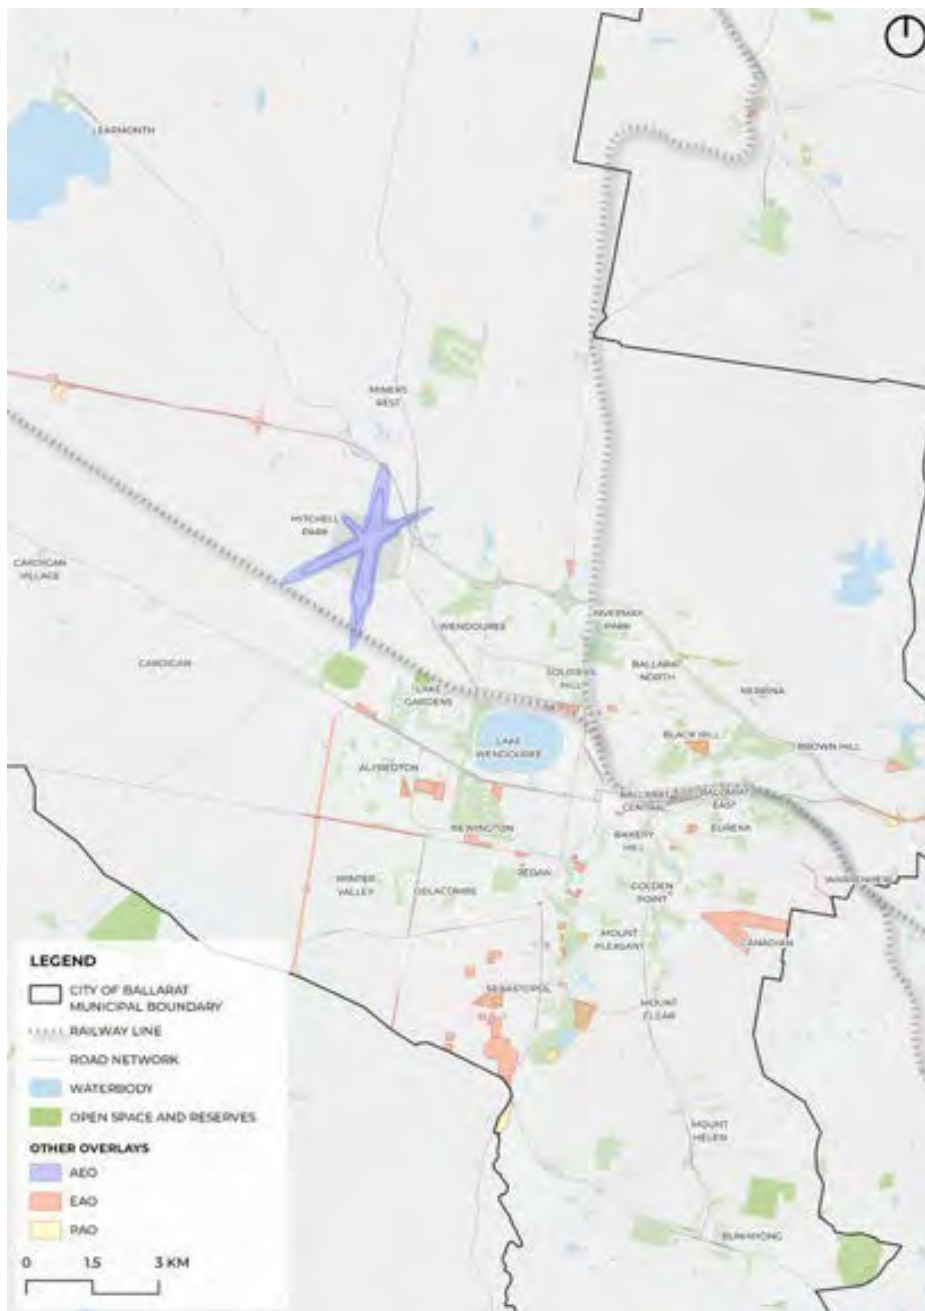 LEARMONTH
MINERS
REST
MITCHELL
PARK
CARDIGAN
VILLAGE
WENDOUREE
INVERMAY
PARK
CARDIGAN
SOLDIERS
HILL
BALLARAT
NORTH
NERRINA
LAKE
GARDENS
LAKE
WENDOUREE
BLACK HILL
BROWN HILL
ALFREDTON
BALLARAT
CENTRAL
BALLARAT
EAST
NEWINGTON
BAKERY
HILL
EUREKA
REDAN
WINTER
VALLEY
DELACOMBE
GOLDEN
POINT
WARRENHEIP
MOUNT
PLEASANT
CANADIAN
SEBASTOPOL
MOUNT
CLEAR
MOUNT
HELEN
BUNINYONG
LEGEND
CITY OF BALLARAT
MUNICIPAL BOUNDARY
RAILWAY LINE
ROAD NETWORK
WATERBODY
OPEN SPACE AND RESERVES
OTHER OVERLAYS
AEO
EAO
PAO
0 1.5 3 KM